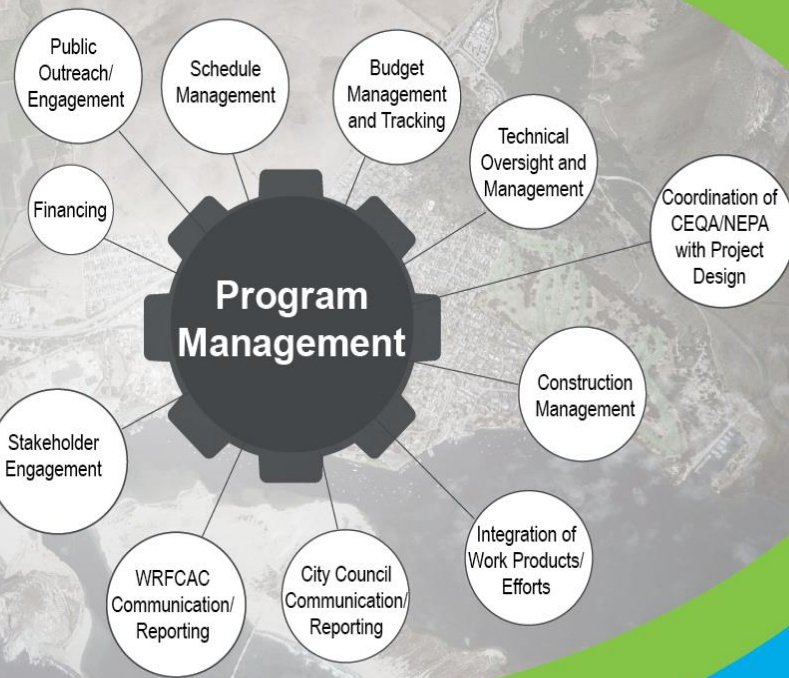 Public
Outreach/
Engagement
Schedule
Management
Budget
Management
and Tracking
Technical
Oversight and
Management
Coordination of
CEQA/NEPA
with Project
Design
Financing
Program
Management
Construction
Management
Stakeholder
Engagement
Integration of
Work Products/
Efforts
WRFCAC
Communication/
Reporting
City Council
Communication/
Reporting